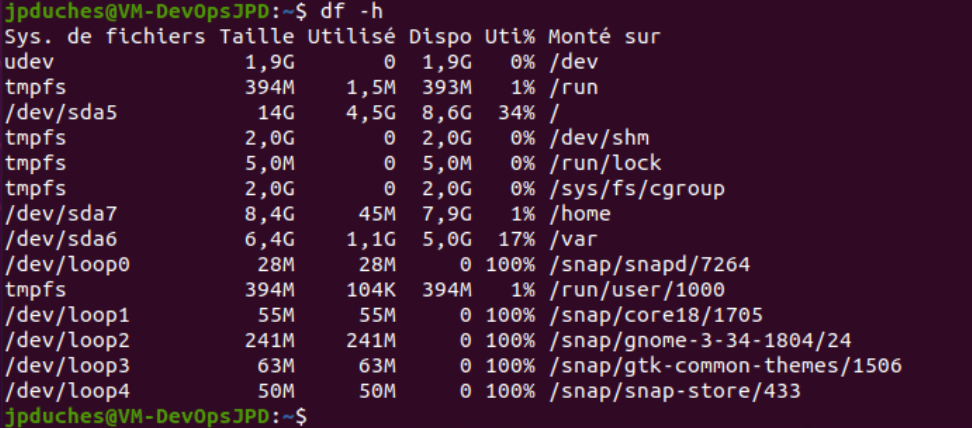 jpduches@VM-DevOpsJPD:~$ df -h
Sys. de fichiers Taille Utilisé Dispo Uti% Monté sur
udev 1,9G 0 1,9G 0% /dev
tmpfs 394M 1,5M 393M 1% /run
/dev/sda5 14G 4,5G 8,6G 34% /
tmpfs 2,0G 0 2,0G 0% /dev/shm
tmpfs 5,0M 0 5,0M 0% /run/lock
tmpfs 2,0G 0 2,0G 0% /sys/fs/cgroup
/dev/sda7 8,4G 45M 7,9G 1% /home
/dev/sda6 6,4G 1,1G 5,0G 17% /var
/dev/loop0 28M 28M 0 100% /snap/snapd/7264
tmpfs 394M 104K 394M 1% /run/user/1000
/dev/loop1 55M 55M 0 100% /snap/core18/1705
/dev/loop2 241M 241M 0 100% /snap/gnome-3-34-1804/24
/dev/loop3 63M 63M 0 100% /snap/gtk-common-themes/1506
/dev/loop4 50M 50M 0 100% /snap/snap-store/433
jpduches@VM-DevOpsJPD:~$